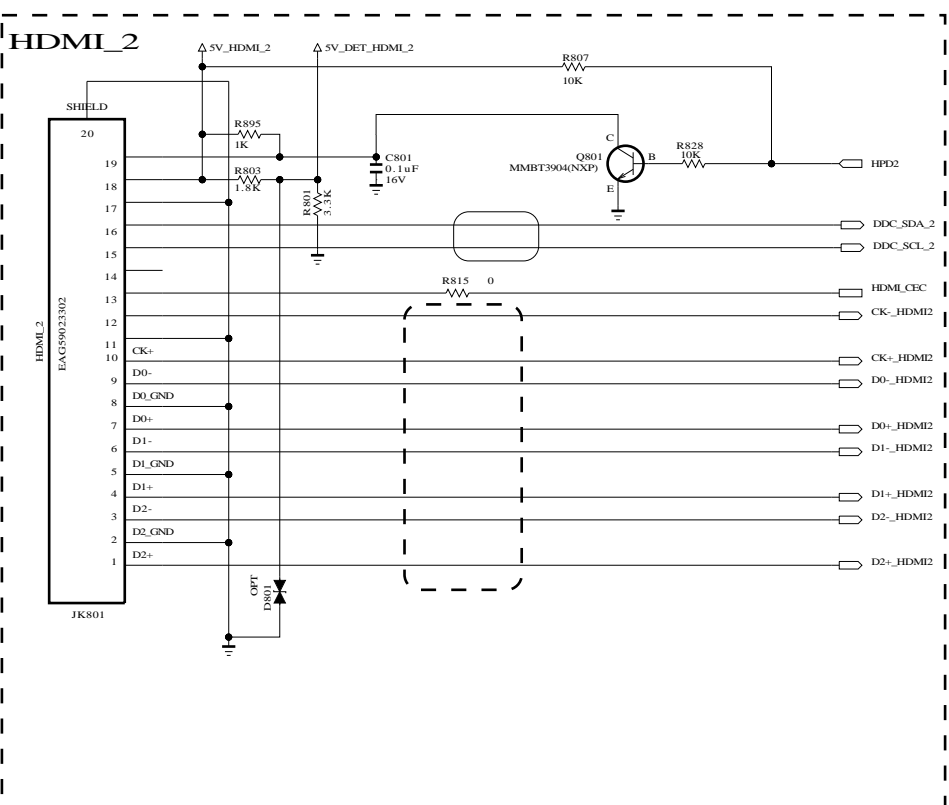 HDMI_2
5V_HDMI_2
5V_DET_HDMI_2
R807
10K
SHIELD
20
R895
1K
C801
0.1uF
16V
Q801
MMBT3904(NXP)
C
B
E
R828
10K
HPD2
19
R803
1.8K
18
R801
3.3K
17
16
DDC_SDA_2
15
DDC_SCL_2
14
R815 0
13
HDMI_CEC
12
CK-_HDMI2
11
HDMI_2
EAG59023302
10
CK+
CK+_HDMI2
9
D0-
D0-_HDMI2
8
D0_GND
7
D0+
D0+_HDMI2
6
D1-
D1-_HDMI2
5
D1_GND
4
D1+
D1+_HDMI2
3
D2-
D2-_HDMI2
2
D2_GND
1
D2+
D2+_HDMI2
OPT
D801
JK801